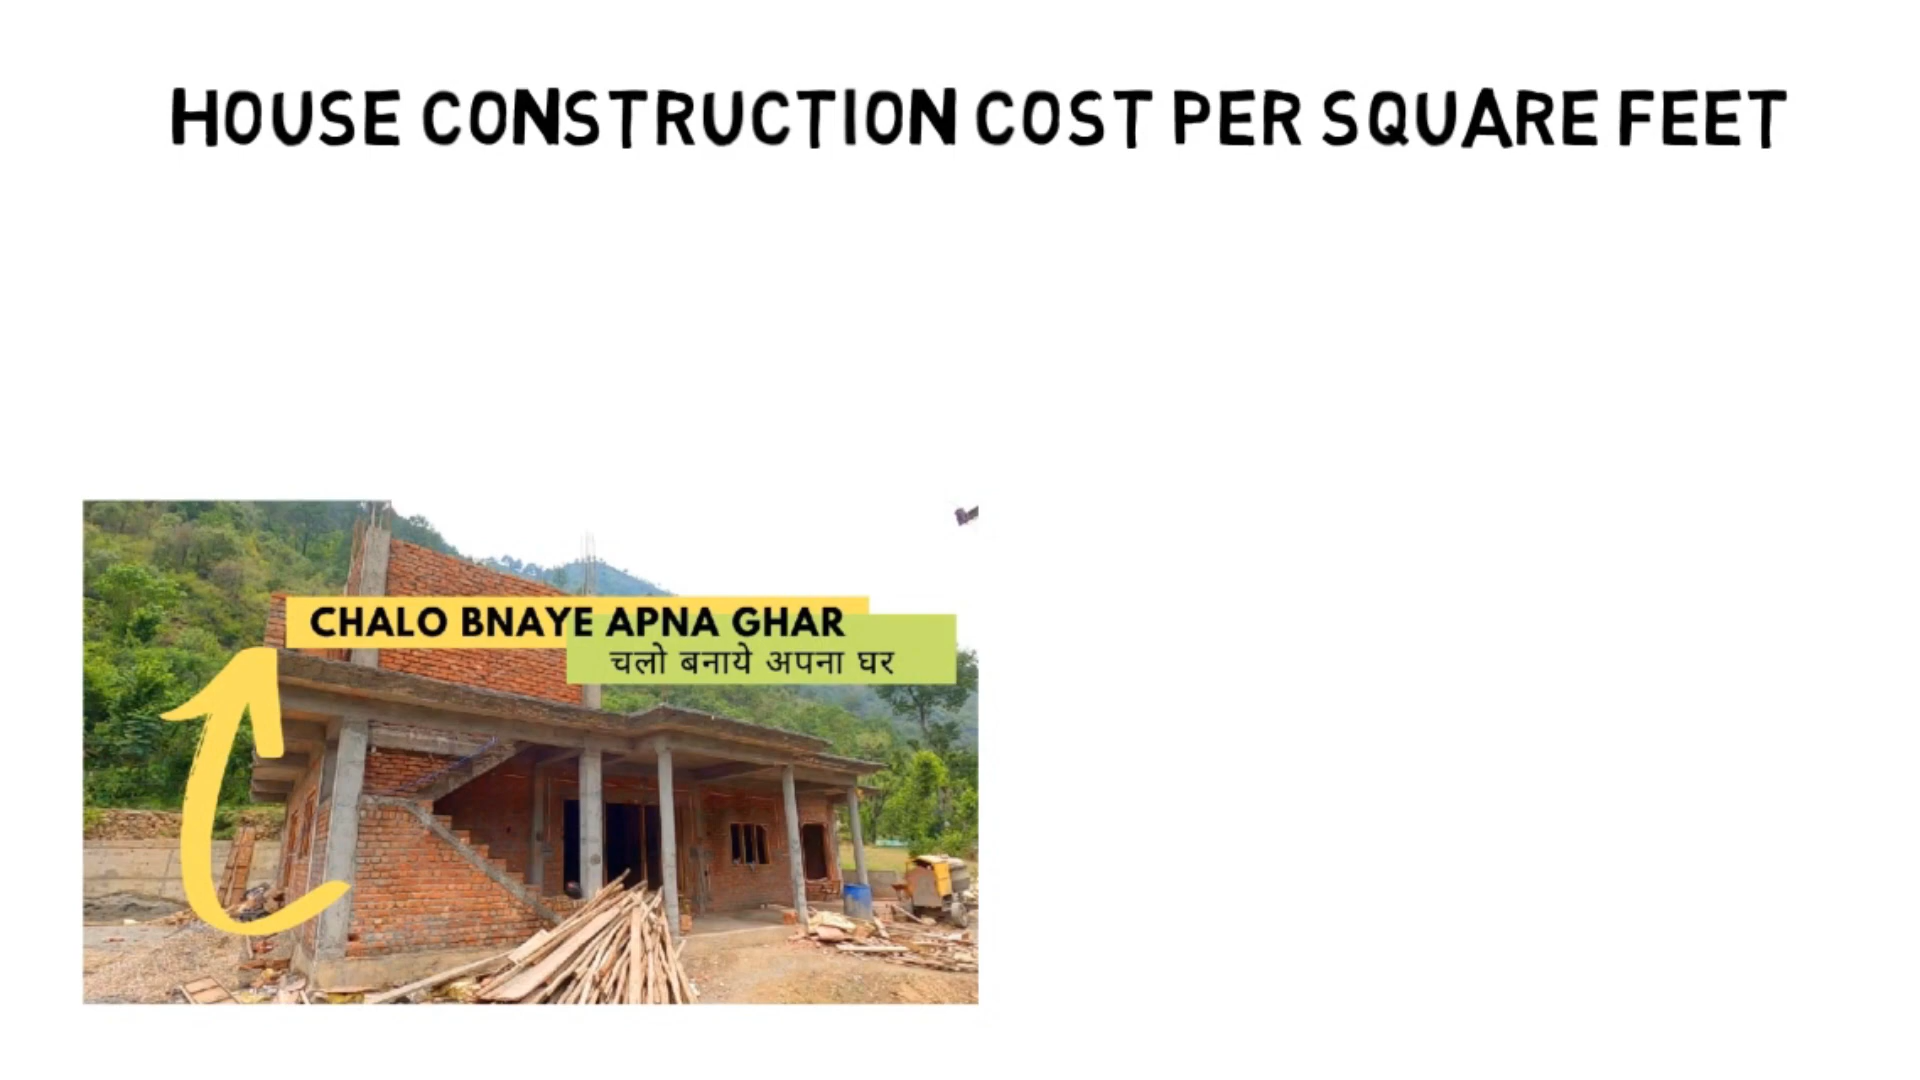 HOUSE CONSTRUCTION COST PER SQUARE FEET
CHALO BNAYE APNA GHAR
चलो बनाये अपना घर